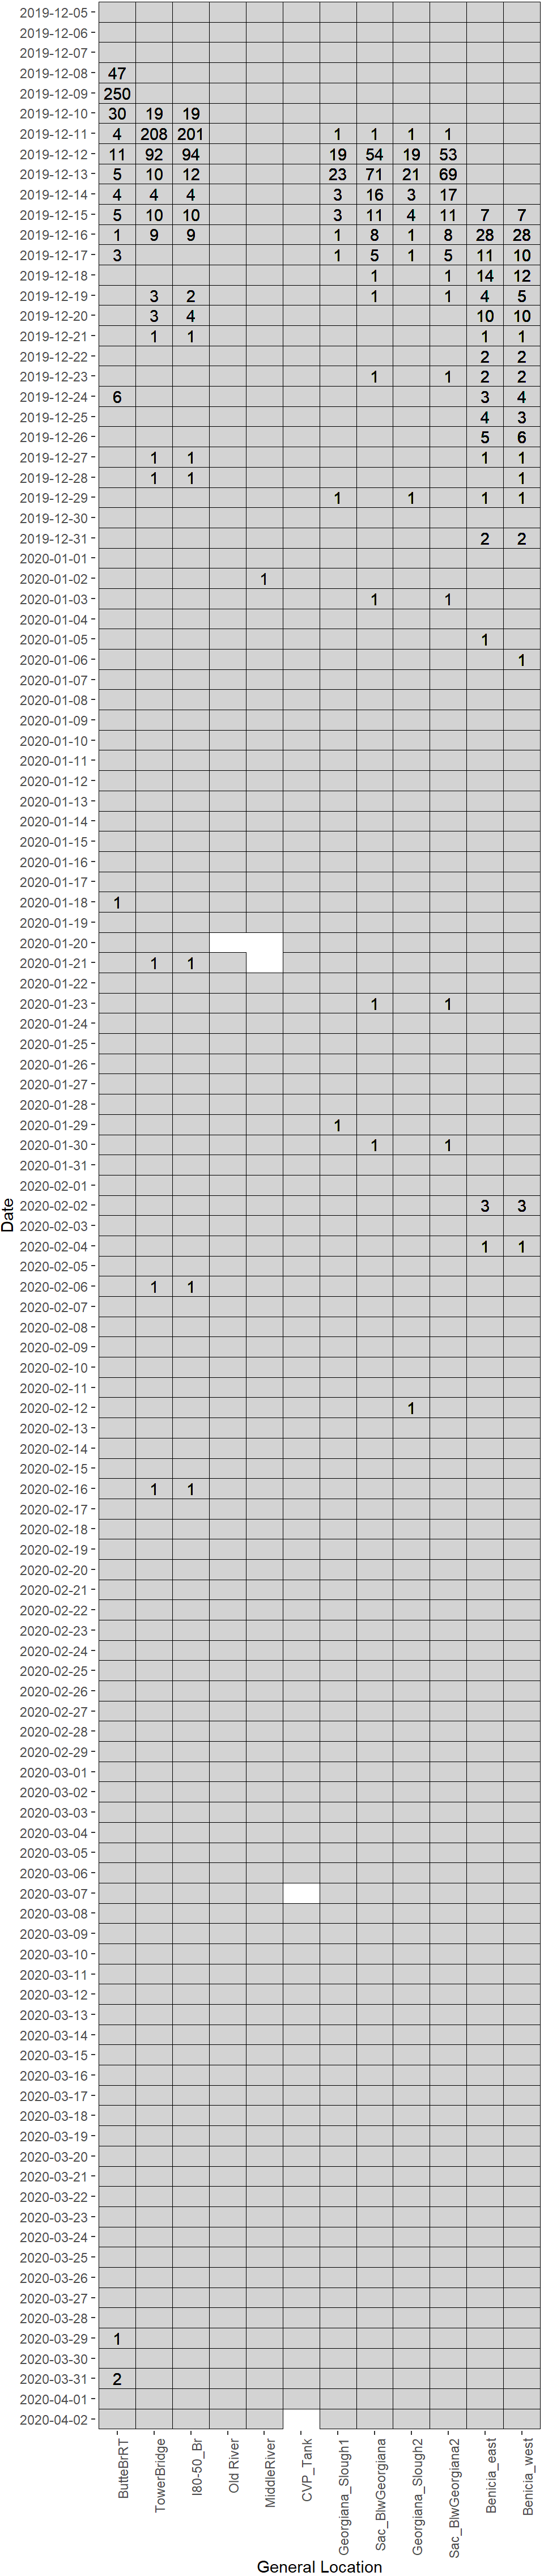 2019-12-05
2019-12-06
2019-12-07
2019-12-08 47
2019-12-09 250
2019-12-10 30 19 19
2019-12-11 4 208 201 1 1 1 1
2019-12-12 11 92 94 19 54 19 53
2019-12-13 5 10 12 23 71 21 69
2019-12-14 4 4 4 3 16 3 17
2019-12-15 5 10 10 3 11 4 11 7 7
2019-12-16 1 9 9 1 8 1 8 28 28
2019-12-17 3 1 5 1 5 11 10
2019-12-18 1 1 14 12
2019-12-19 3 2 1 1 4 5
2019-12-20 3 4 10 10
2019-12-21 1 1 1 1
2019-12-22 2 2
2019-12-23 1 1 2 2
2019-12-24 6 3 4
2019-12-25 4 3
2019-12-26 5 6
2019-12-27 1 1 1 1
2019-12-28 1 1 1
2019-12-29 1 1 1 1
2019-12-30
2019-12-31 2 2
2020-01-01
2020-01-02 1
2020-01-03 1 1
2020-01-04
2020-01-05 1
2020-01-06 1
2020-01-07
2020-01-08
2020-01-09
2020-01-10
2020-01-11
2020-01-12
2020-01-13
2020-01-14
2020-01-15
2020-01-16
2020-01-17
2020-01-18 1
2020-01-19
2020-01-20
2020-01-21 1 1
2020-01-22
2020-01-23 1 1
2020-01-24
2020-01-25
2020-01-26
2020-01-27
2020-01-28
2020-01-29 1
2020-01-30 1 1
2020-01-31
2020-02-01
2020-02-02 3 3
2020-02-03
2020-02-04 1 1
2020-02-05
2020-02-06 1 1
2020-02-07
2020-02-08
2020-02-09
2020-02-10
2020-02-11
2020-02-12 1
2020-02-13
2020-02-14
2020-02-15
2020-02-16 1 1
2020-02-17
2020-02-18
2020-02-19
2020-02-20
2020-02-21
2020-02-22
2020-02-23
2020-02-24
2020-02-25
2020-02-26
2020-02-27
2020-02-28
2020-02-29
2020-03-01
2020-03-02
2020-03-03
2020-03-04
2020-03-05
2020-03-06
2020-03-07
2020-03-08
2020-03-09
2020-03-10
2020-03-11
2020-03-12
2020-03-13
2020-03-14
2020-03-15
2020-03-16
2020-03-17
2020-03-18
2020-03-19
2020-03-20
2020-03-21
2020-03-22
2020-03-23
2020-03-24
2020-03-25
2020-03-26
2020-03-27
2020-03-28
2020-03-29 1
2020-03-30
2020-03-31 2
2020-04-01
2020-04-02
Date
ButteBrRT
TowerBridge
I80-50_Br
Old River
MiddleRiver
CVP_Tank
Georgiana_Slough1
Sac_BlwGeorgiana
Georgiana_Slough2
Sac_BlwGeorgiana2
Benicia_east
Benicia_west
General Location